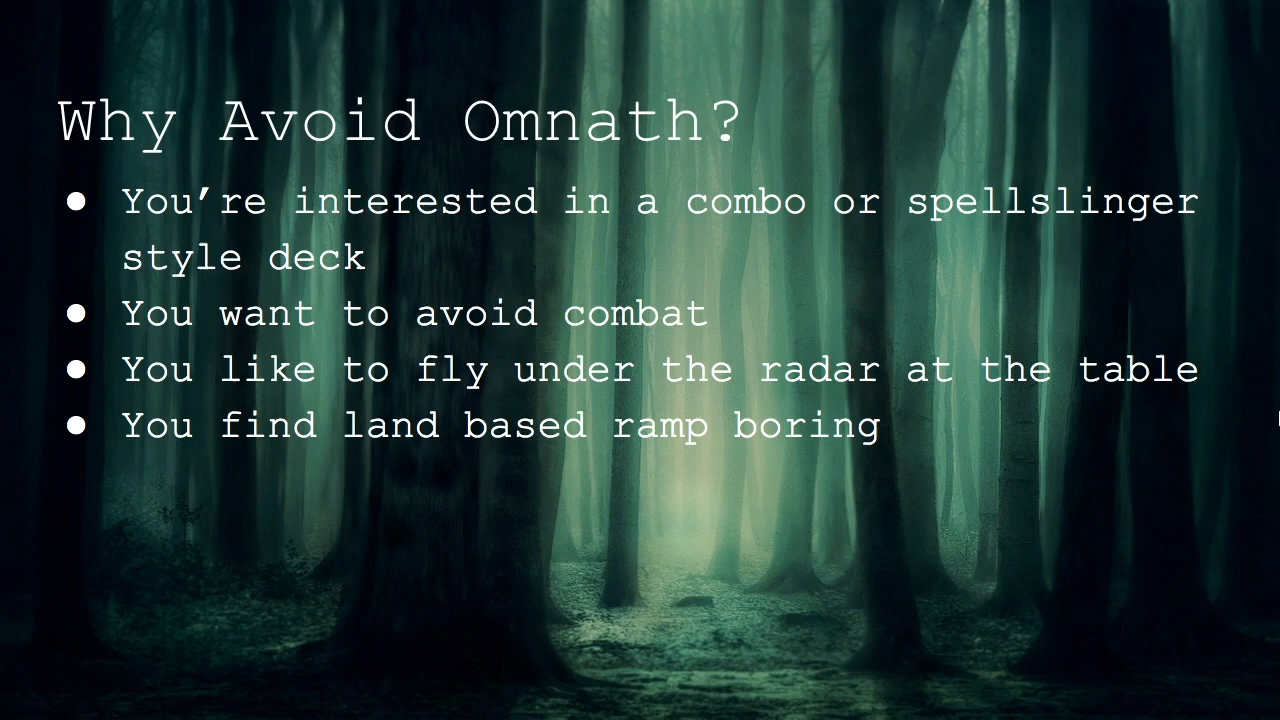 Why Avoid Omnath?
● You’re interested in a combo or spellslinger
style deck
● You want to avoid combat
● You like to fly under the radar at the table
● You find land based ramp boring